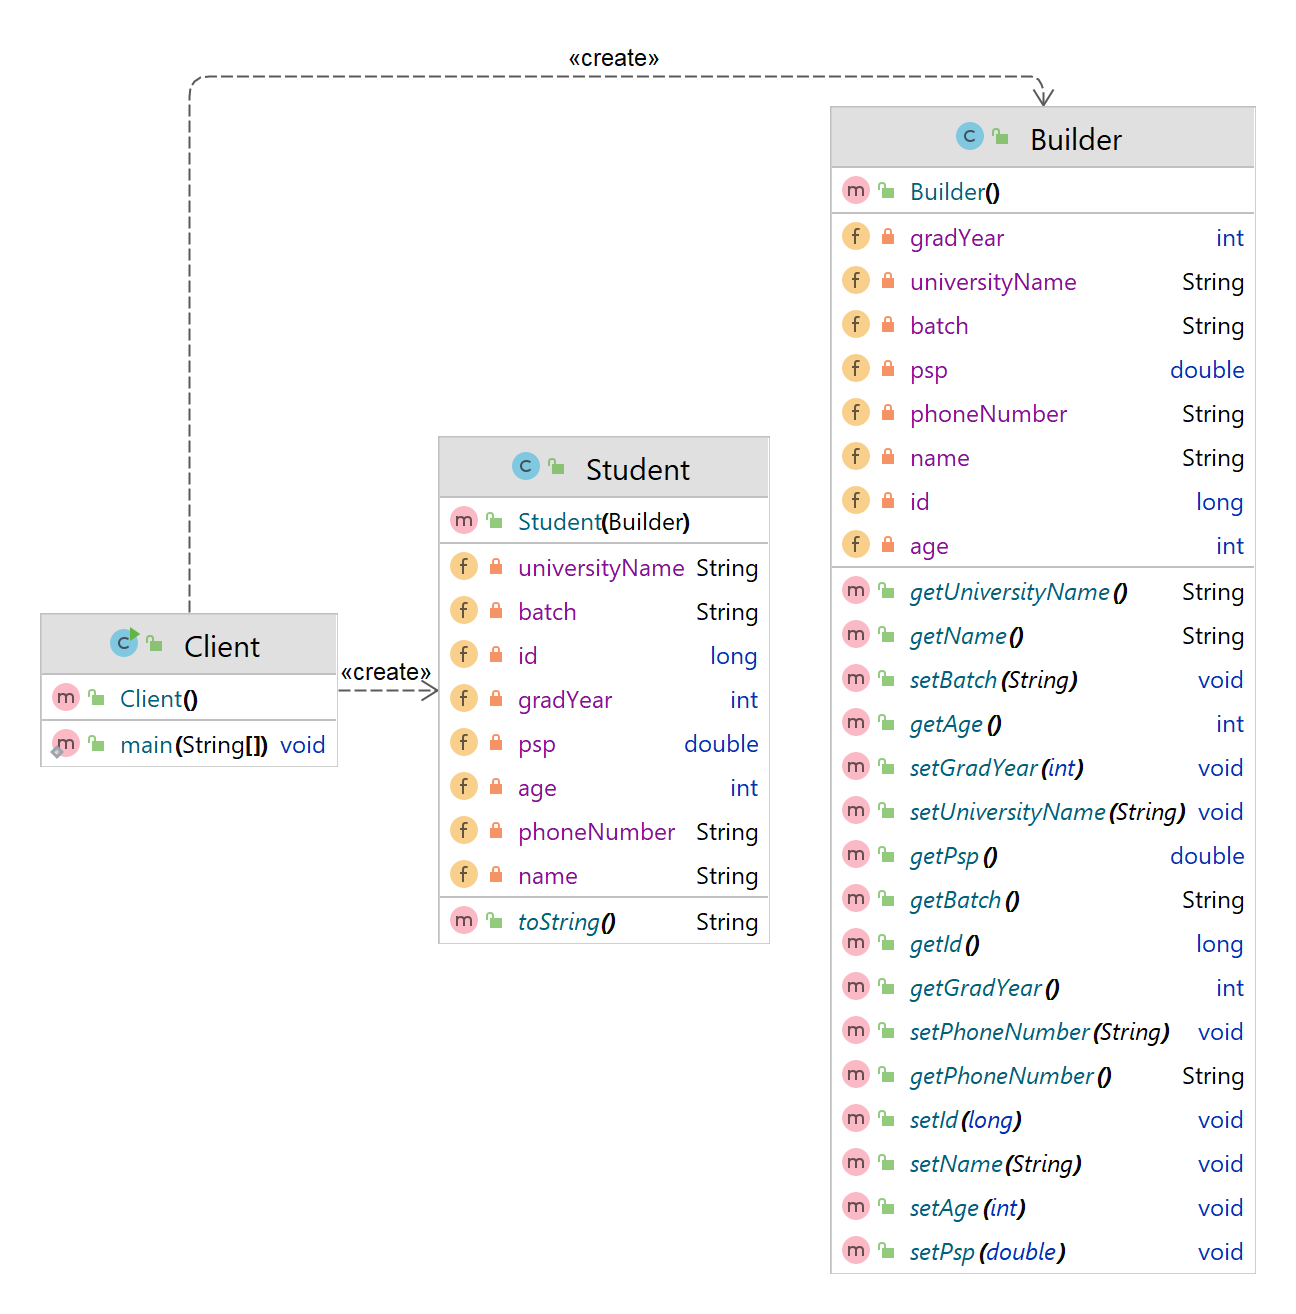 «create»
Builder
Builder()
gradYear int
universityName String
batch String
psp double
phoneNumber String
name String
id long
age int
getUniversityName() String
getName() String
setBatch(String) void
getAge() int
setGradYear(int) void
setUniversityName(String) void
getPsp() double
getBatch() String
getId() long
getGradYear() int
setPhoneNumber(String) void
getPhoneNumber() String
setId(long) void
setName(String) void
setAge(int) void
setPsp(double) void
Student
Student(Builder)
universityName String
batch String
id long
gradYear int
psp double
age int
phoneNumber String
name String
toString() String
Client
Client()
main(String[]) void
«create»